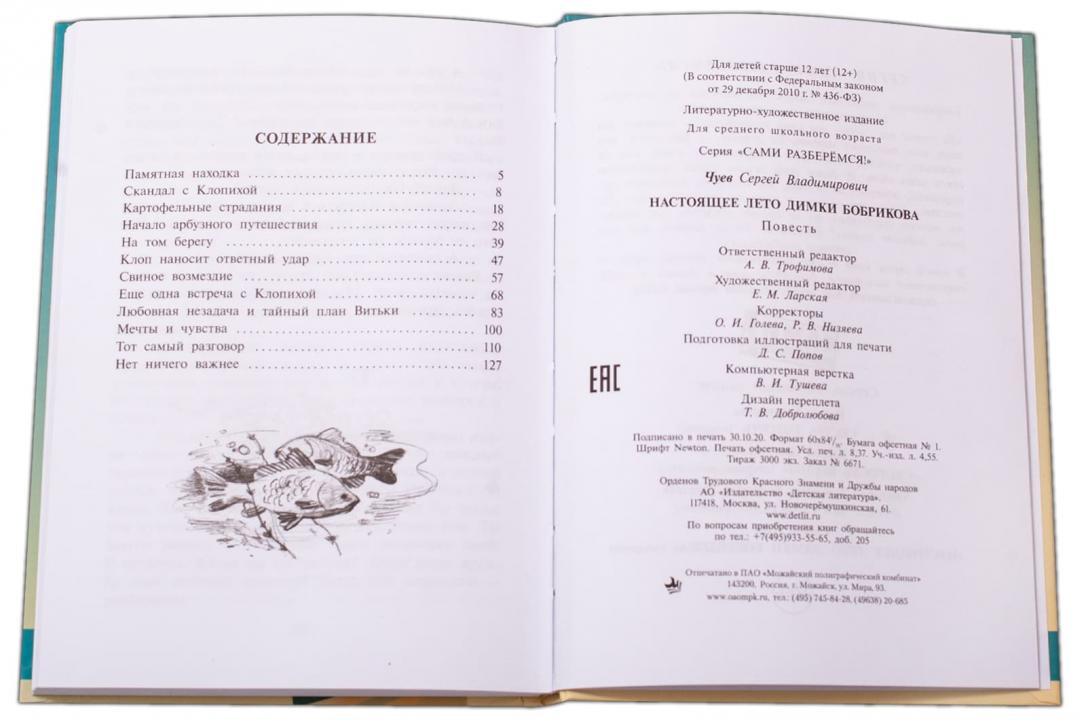 СОДЕРЖАНИЕ
Памятная находка 5
Скандал с Клопихой 8
Картофельные страдания 18
Начало арбузного путешествия 28
На том берегу 39
Клоп наносит ответный удар 47
Свиное возмездие 57
Еще одна встреча с Клопихой 68
Любовная незадача и тайный план Витьки 83
Мечты и чувства 100
Тот самый разговор 110
Нет ничего важнее 127
Для детей старше 12 лет (12+)
(В соответствии с Федеральным законом
от 29 декабря 2010 г. № 436-ФЗ)
Литературно-художественное издание
Для среднего школьного возраста
Серия «САМИ РАЗБЕРЁМСЯ!»
Чуев Сергей Владимирович
НАСТОЯЩЕЕ ЛЕТО ДИМКИ БОБРИКОВА
Повесть
Ответственный редактор
А. В. Трофимова
Художественный редактор
Е. М. Ларская
Корректоры
О. И. Голева, Р. В. Низяева
Подготовка иллюстраций для печати
Д. С. Попов
Компьютерная верстка
В. И. Тушева
Дизайн переплета
Т. В. Добролюбова
EAC
Подписано в печать 30.10.20. Формат 60х84 1/16. Бумага офсетная № 1.
Шрифт Newton. Печать офсетная. Усл. печ. л. 8,37. Уч.-изд. л. 4,55.
Тираж 3000 экз. Заказ № 6671.
Орденов Трудового Красного Знамени и Дружбы народов
АО «Издательство «Детская литература».
117418, Москва, ул. Новочерёмушкинская, 61.
www.detlit.ru
По вопросам приобретения книг обращайтесь
по тел.: +7(495)933-55-65, доб. 205
Отпечатано в ПАО «Можайский полиграфический комбинат»
143200, Россия, г. Можайск, ул. Мира, 93.
www.oaompk.ru, тел.: (495) 745-84-28, (49638) 20-685